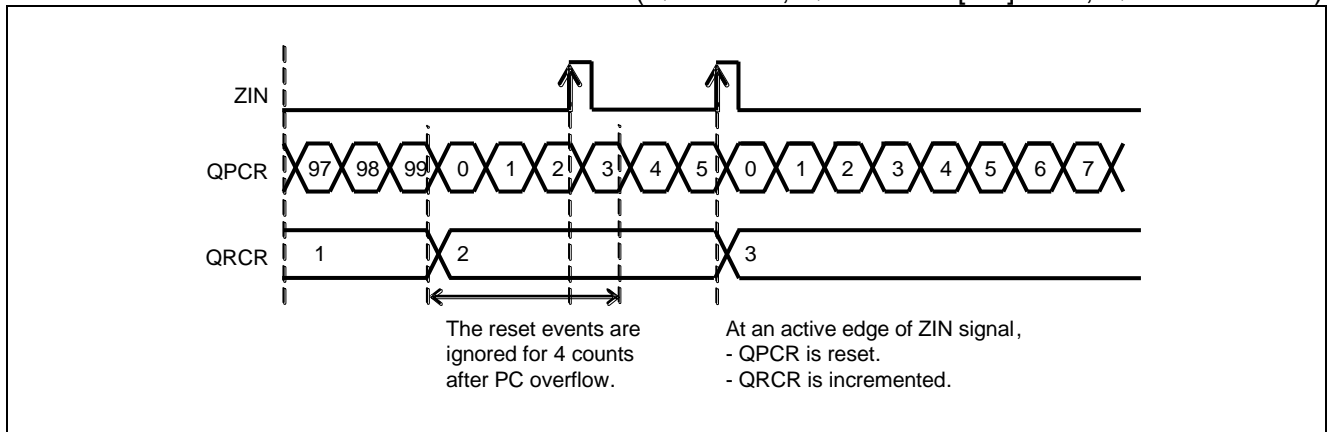 ZIN
QPCR 97 98 99 0 1 2 3 4 5 0 1 2 3 4 5 6 7
QRCR 1 2 3
The reset events are
ignored for 4 counts
after PC overflow.
At an active edge of ZIN signal,
- QPCR is reset.
- QRCR is incremented.